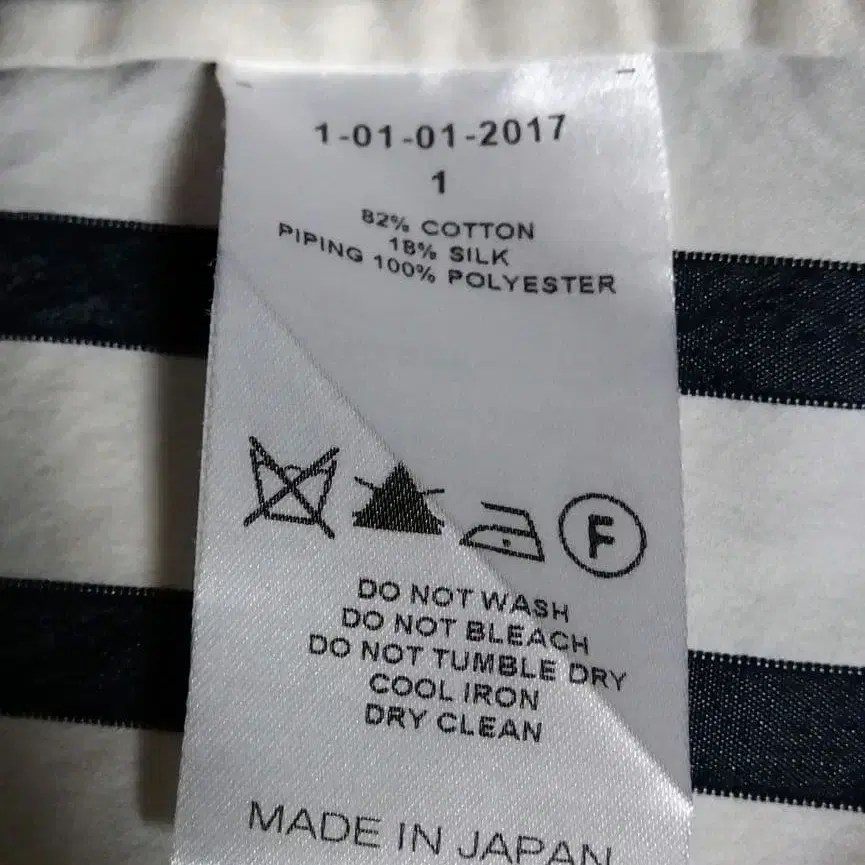 1-01-01-2017
1
82% COTTON
18% SILK
PIPING 100% POLYESTER
F
DO NOT WASH
DO NOT BLEACH
DO NOT TUMBLE DRY
COOL IRON
DRY CLEAN
MADE IN JAPAN